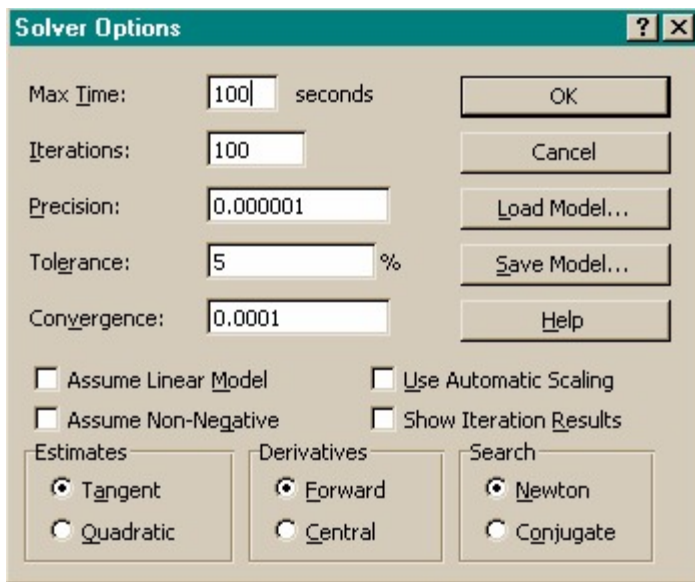 Solver Options
Max Time: 100 seconds
OK
Iterations: 100
Cancel
Precision: 0.000001
Load Model...
Tolerance: 5 %
Save Model...
Convergence: 0.0001
Help
Assume Linear Model
Use Automatic Scaling
Assume Non-Negative
Show Iteration Results
Estimates
Tangent
Quadratic
Derivatives
Forward
Central
Search
Newton
Conjugate